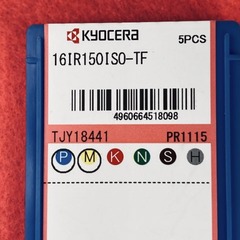 KYOCERA 5PCS
16IR150ISO-TF
4960664518098
TJY18441 PR1115
P M K N S H